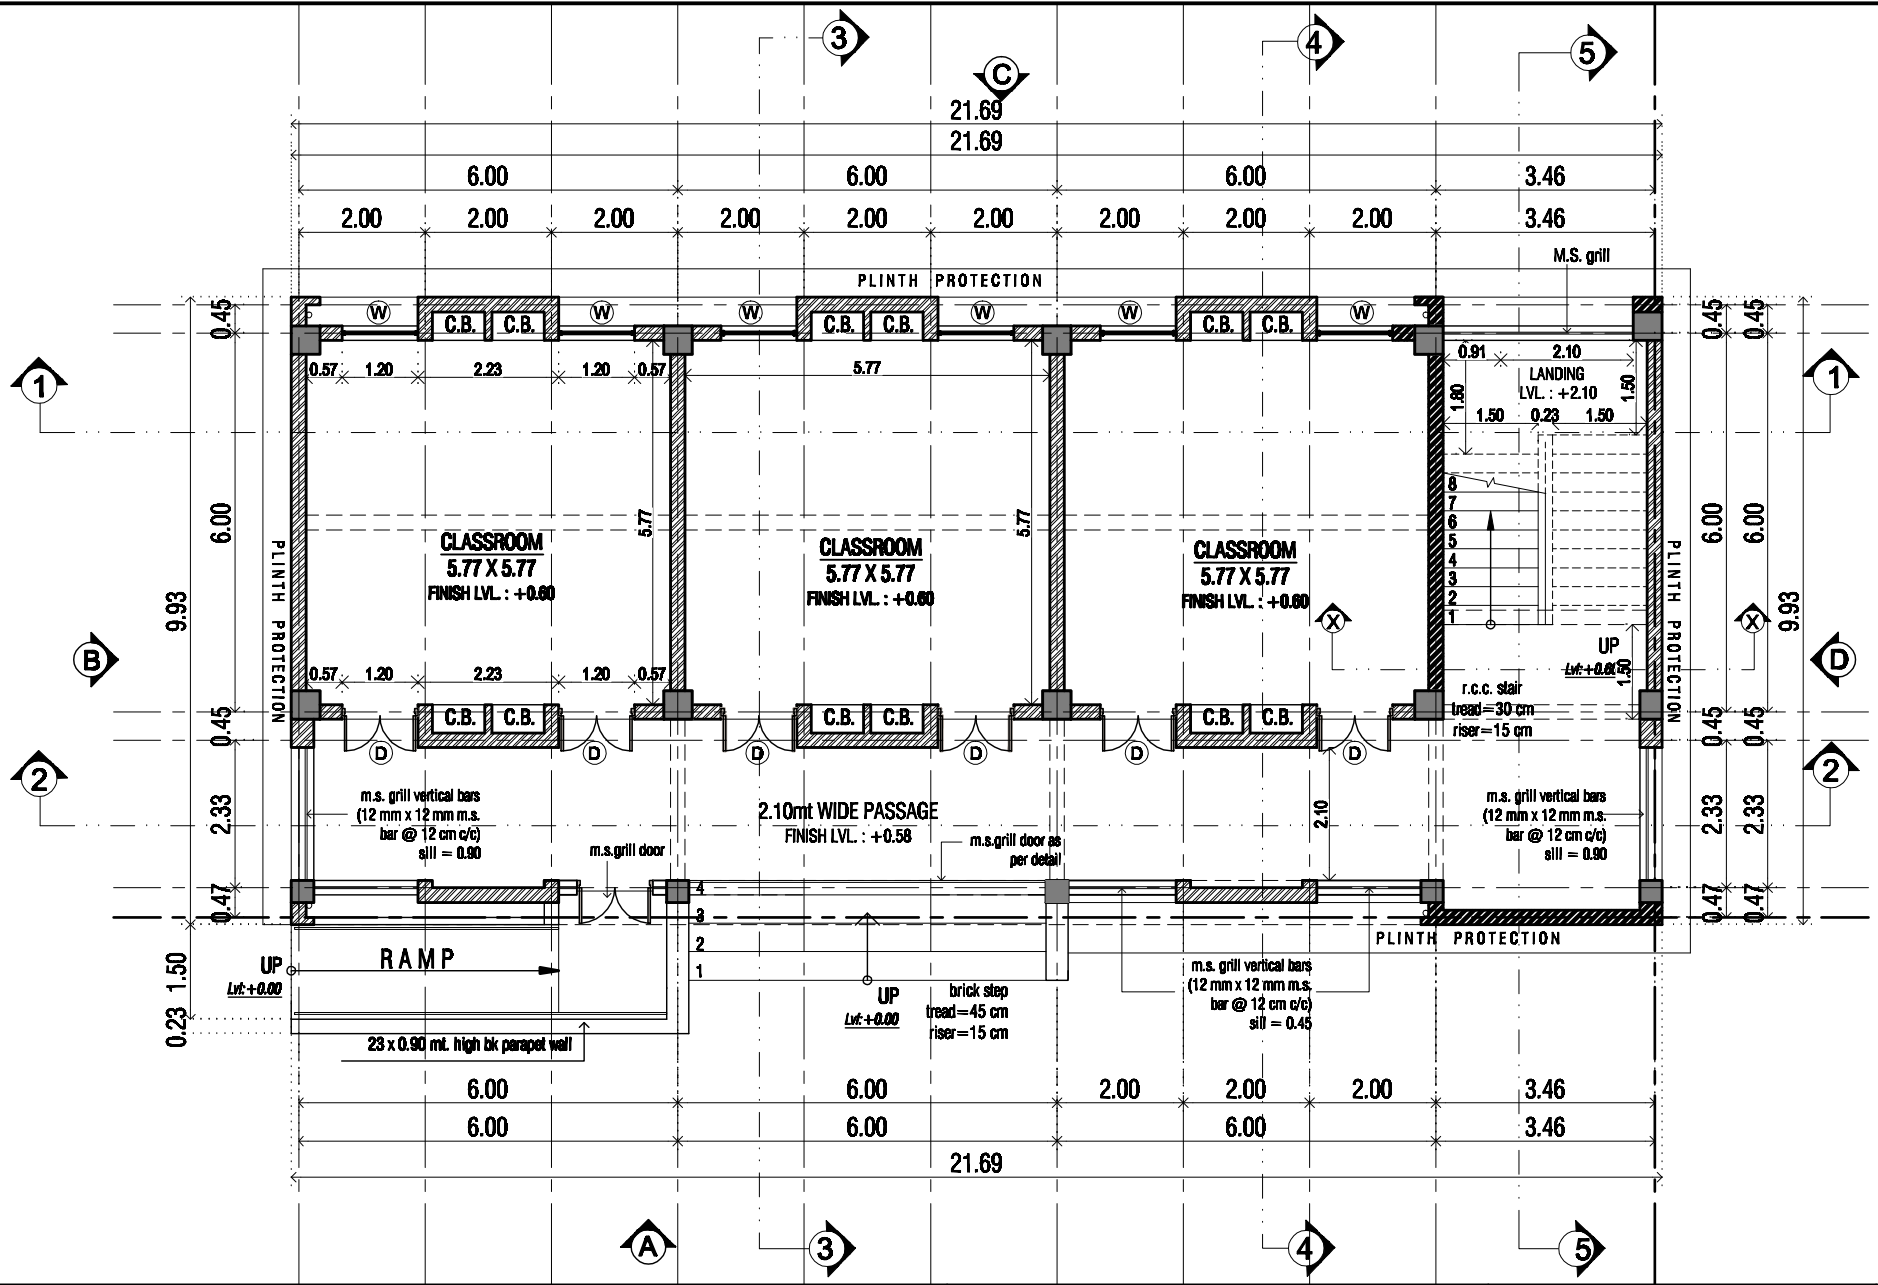 3
4
5
C
21.69
21.69
6.00 6.00 6.00 3.46
2.00 2.00 2.00 2.00 2.00 2.00 2.00 2.00 2.00 3.46
M.S. grill
PLINTH PROTECTION
0.45 W W W W W W 0.45 0.45
C.B. C.B. C.B. C.B. C.B. C.B.
0.57 1.20 2.23 1.20 0.57 5.77 0.91 2.10
LANDING
LVL. : +2.10
1.80 1.50
1.50 0.23 1.50
1 1
6.00 5.77 5.77 6.00 6.00
CLASSROOM
5.77 X 5.77
FINISH LVL. : +0.60
CLASSROOM
5.77 X 5.77
FINISH LVL. : +0.60
CLASSROOM
5.77 X 5.77
FINISH LVL. : +0.60
8
7
6
5
4
3
2
1
PLINTH PROTECTION
PLINTH PROTECTION
9.93 9.93
X X
B D
UP
Lvl:+0.60
1.50
0.57 1.20 2.23 1.20 0.57
r.c.c. stair
tread=30 cm
riser=15 cm
0.45 C.B. C.B. C.B. C.B. C.B. C.B. 0.45 0.45
D D D D D D
2 2
m.s. grill vertical bars
(12 mm x 12 mm m.s.
bar @ 12 cm c/c)
sill = 0.90
2.33
2.10mt WIDE PASSAGE
FINISH LVL. : +0.58
2.10
m.s. grill vertical bars
(12 mm x 12 mm m.s.
bar @ 12 cm c/c)
sill = 0.90
2.33 2.33
m.s.grill door
m.s.grill door as
per detail
0.47 0.47 0.47
4
3
2
1
PLINTH PROTECTION
1.50
UP
Lvl:+0.00
RAMP
0.23
UP
Lvl:+0.00
brick step
tread=45 cm
riser=15 cm
m.s. grill vertical bars
(12 mm x 12 mm m.s.
bar @ 12 cm c/c)
sill = 0.45
23 x 0.90 mt. high bk parapet wall
6.00 6.00 2.00 2.00 2.00 3.46
6.00 6.00 6.00 3.46
21.69
A
3
4
5